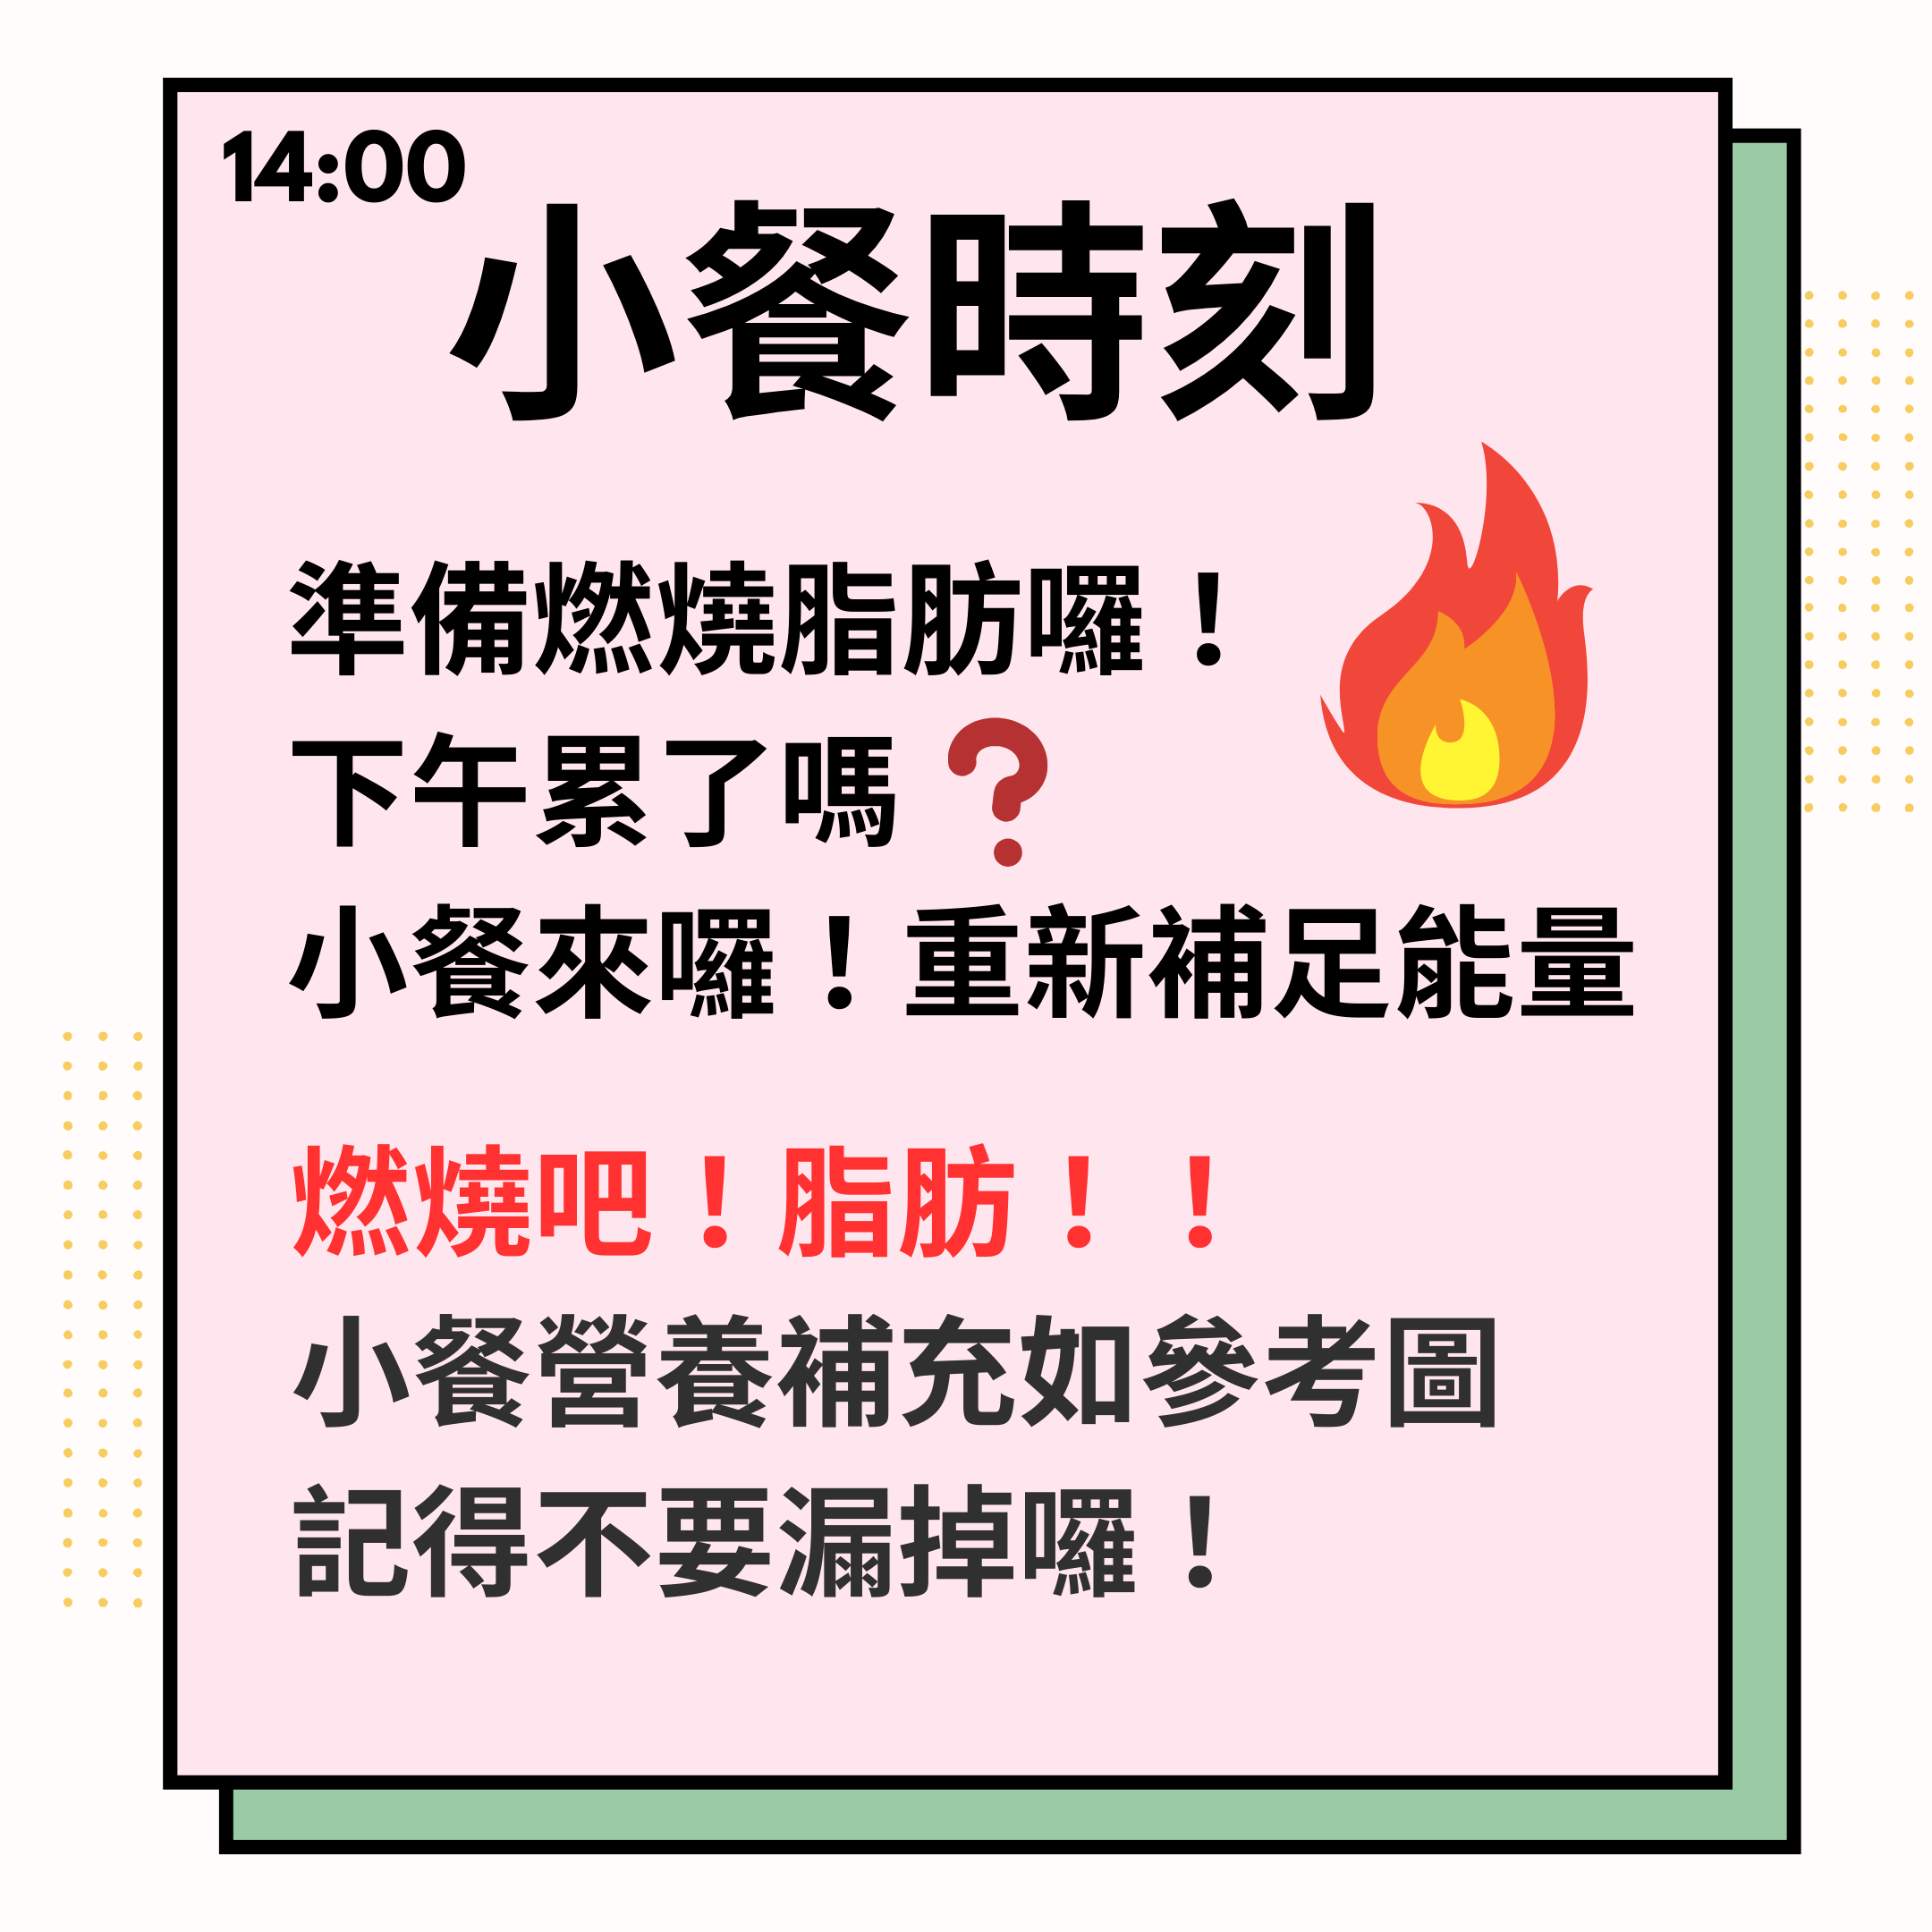 14:00
小餐時刻
準備燃燒脂肪囉！
下午累了嗎？
小餐來囉！重新補足能量
燃燒吧！脂肪！！
小餐營養補充如參考圖
記得不要漏掉囉！